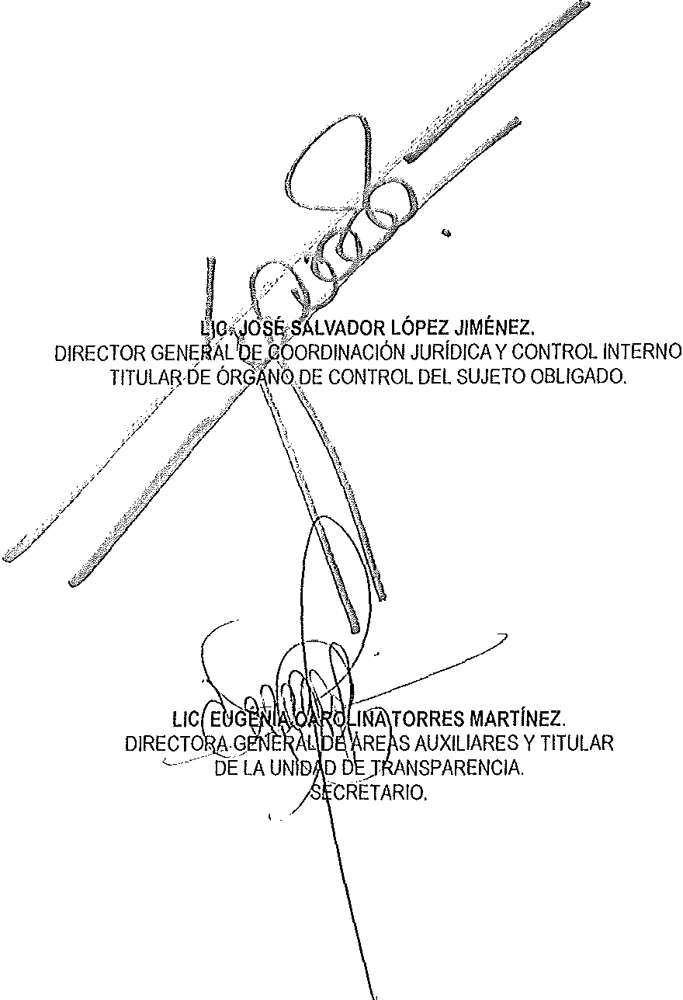 LIC. JOSÉ SALVADOR LÓPEZ JIMÉNEZ.
DIRECTOR GENERAL DE COORDINACIÓN JURÍDICA Y CONTROL INTERNO
TITULAR DE ÓRGANO DE CONTROL DEL SUJETO OBLIGADO.
LIC. EUGENIA CAROLINA TORRES MARTÍNEZ.
DIRECTORA GENERAL DE ÁREAS AUXILIARES Y TITULAR
DE LA UNIDAD DE TRANSPARENCIA.
SECRETARIO.